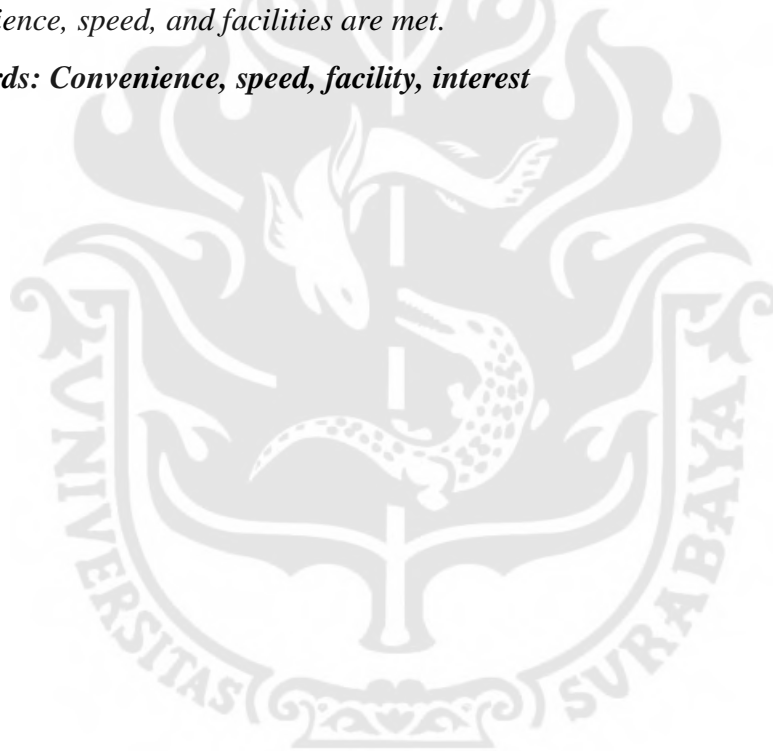 ience, speed, and facilities are met.
rds: Convenience, speed, facility, interest
UNIVERSITAS SURABAYA